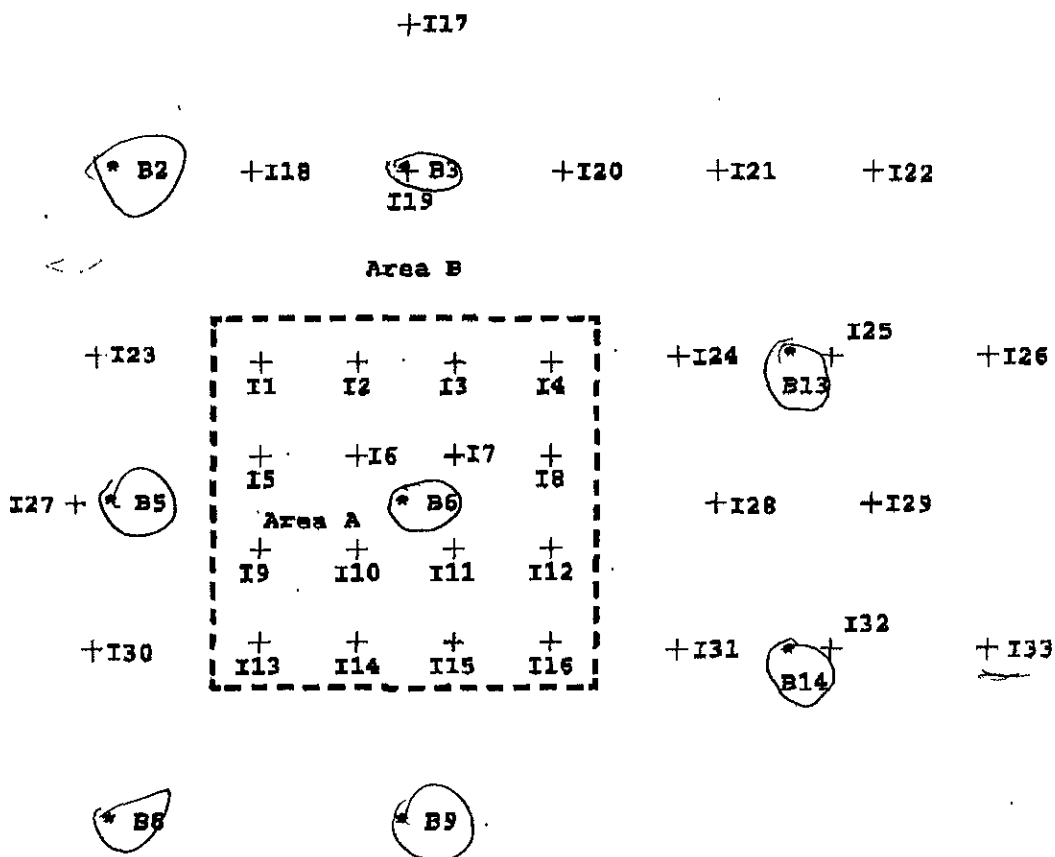 I17
B2 I18 B3 I20 I21 I22
I19
Area B
I23 I24 I25 I26
I1 I2 I3 I4 B13
I5 I6 I7 I8
I27 B5 B6 I28 I29
Area A
I9 I10 I11 I12
I30 I31 I32 I33
I13 I14 I15 I16 B14
B8 B9